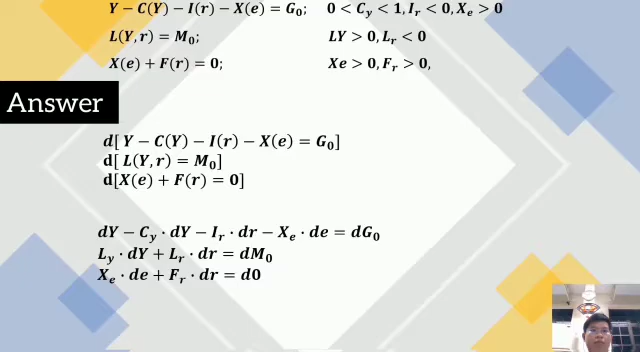 Y − C(Y) − I(r) − X(e) = G₀; 0 < C_y < 1, I_r < 0, X_e > 0
L(Y, r) = M₀; LY > 0, L_r < 0
X(e) + F(r) = 0; Xe > 0, F_r > 0,
Answer
d[ Y − C(Y) − I(r) − X(e) = G₀]
d[ L(Y, r) = M₀]
d[X(e) + F(r) = 0]
dY − C_y · dY − I_r · dr − X_e · de = dG₀
L_y · dY + L_r · dr = dM₀
X_e · de + F_r · dr = d0